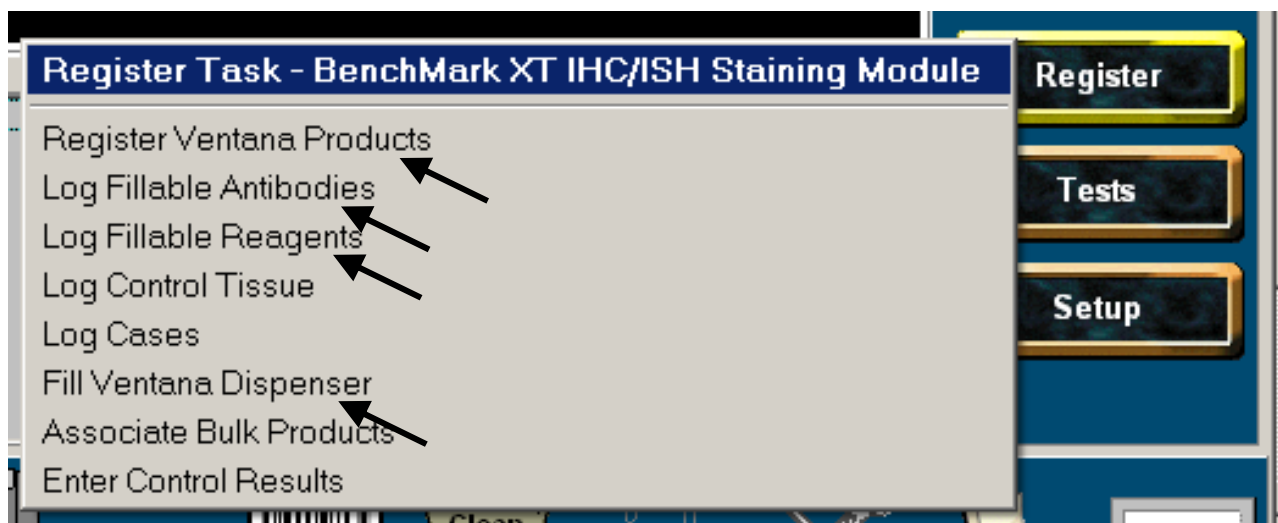 Register Task - BenchMark XT IHC/ISH Staining Module
Register Ventana Products
Log Fillable Antibodies
Log Fillable Reagents
Log Control Tissue
Log Cases
Fill Ventana Dispenser
Associate Bulk Products
Enter Control Results
Register
Tests
Setup
Clean